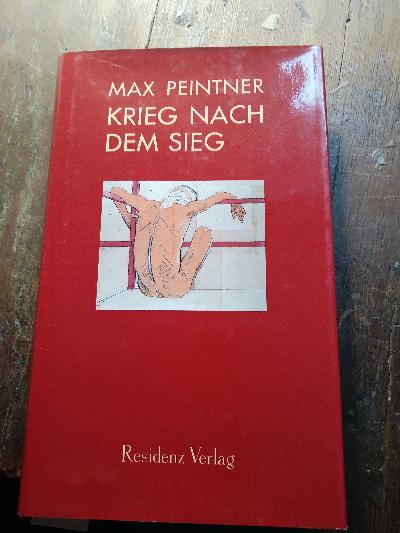 MAX PEINTNER
KRIEG NACH
DEM SIEG
Residenz Verlag